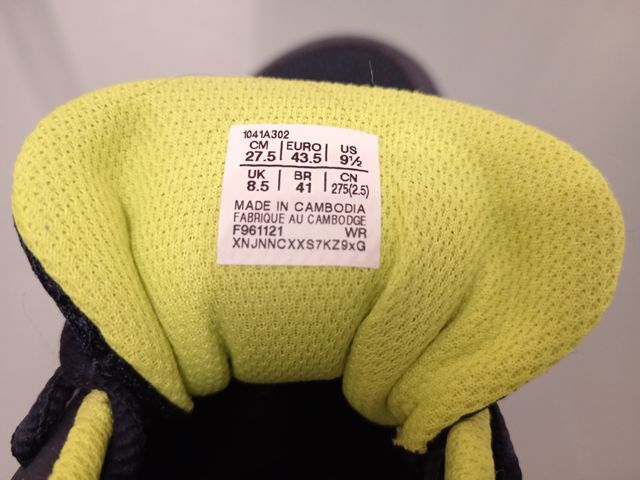 1041A302
CM EURO US
27.5 43.5 9½
UK BR CN
8.5 41 275(2.5)
MADE IN CAMBODIA
FABRIQUE AU CAMBODGE
F961121 WR
XNJNNCXXS7KZ9xG